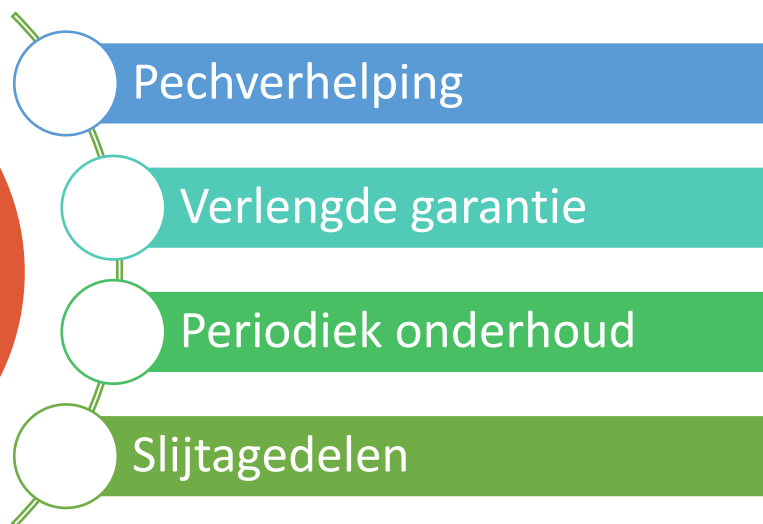 Pechverhelping
Verlengde garantie
Periodiek onderhoud
Slijtagedelen